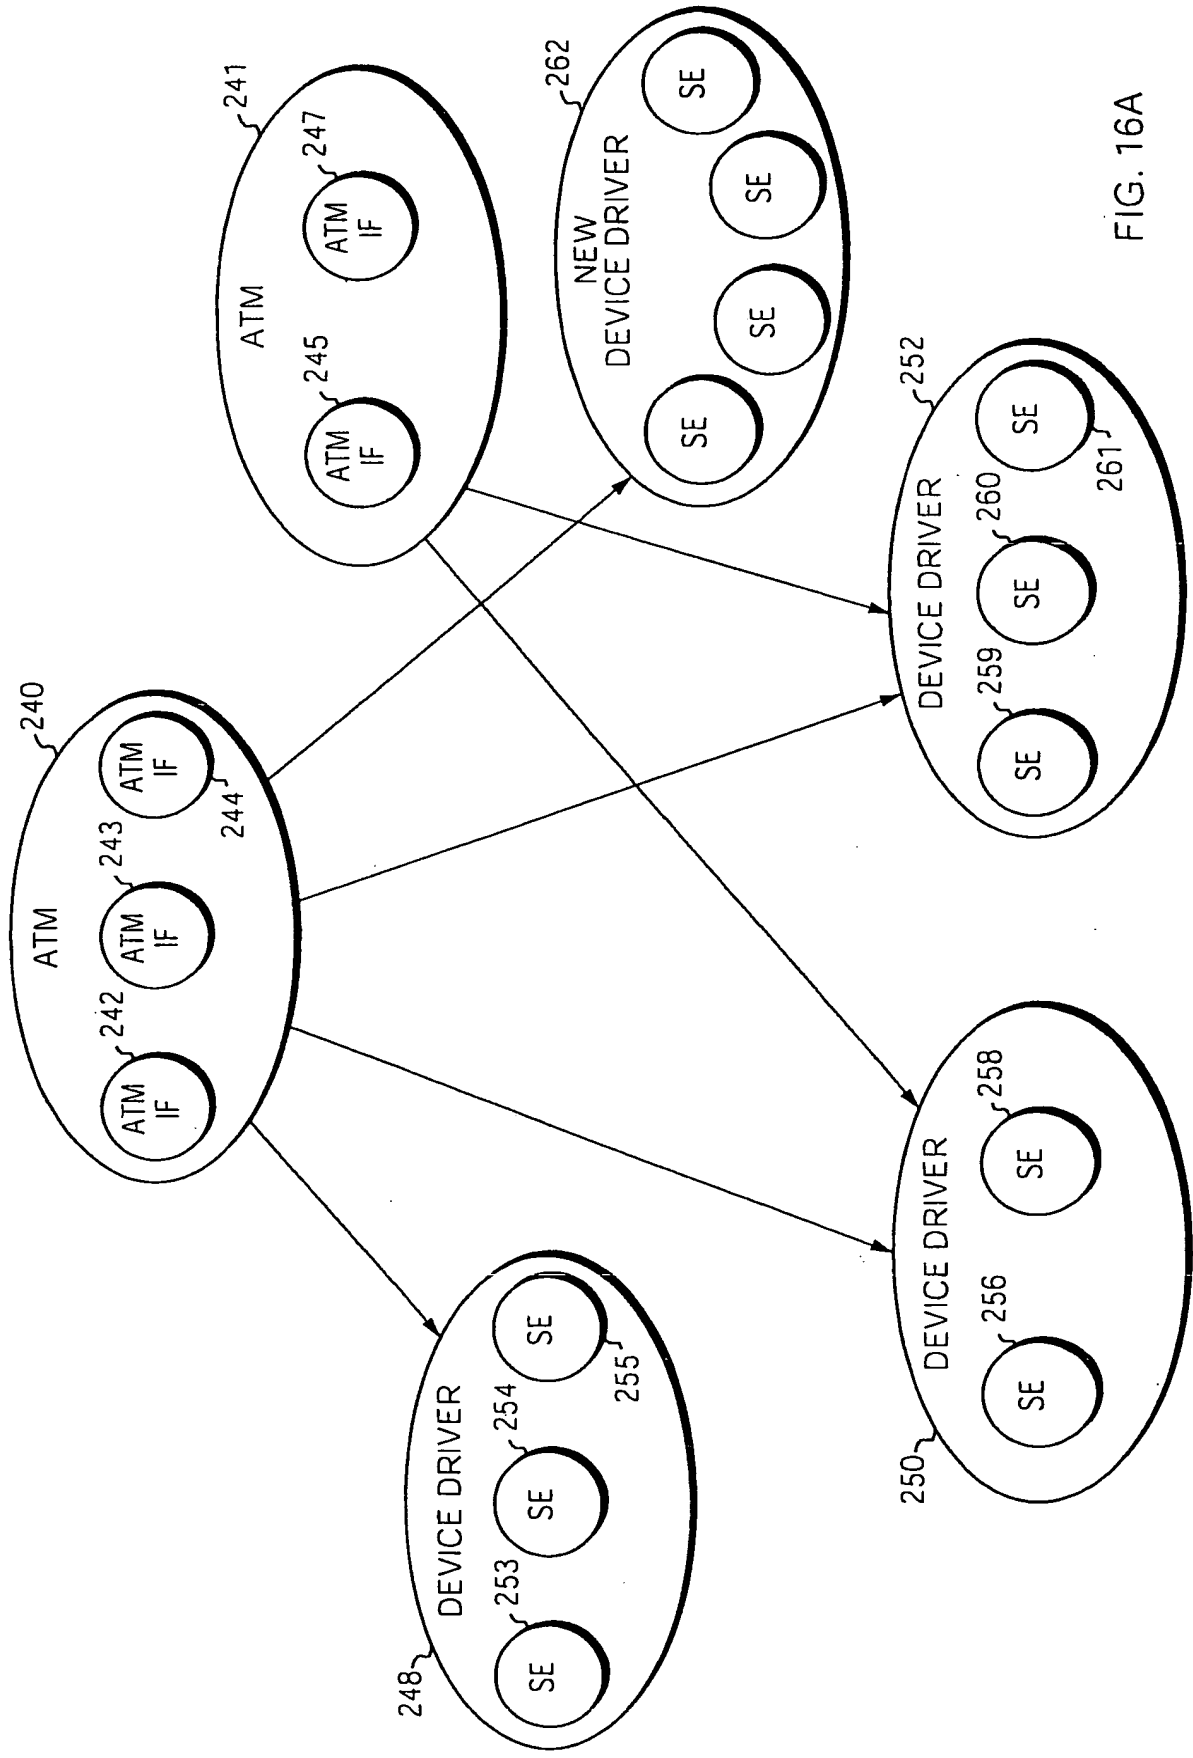 240
ATM
242
243
ATM
IF
ATM
IF
ATM
IF
244
241
ATM
245
247
ATM
IF
ATM
IF
248
DEVICE DRIVER
253
254
SE
SE
SE
255
262
NEW
DEVICE DRIVER
SE
SE
SE
SE
250
DEVICE DRIVER
256
258
SE
SE
252
DEVICE DRIVER
259
260
SE
SE
SE
261
FIG. 16A